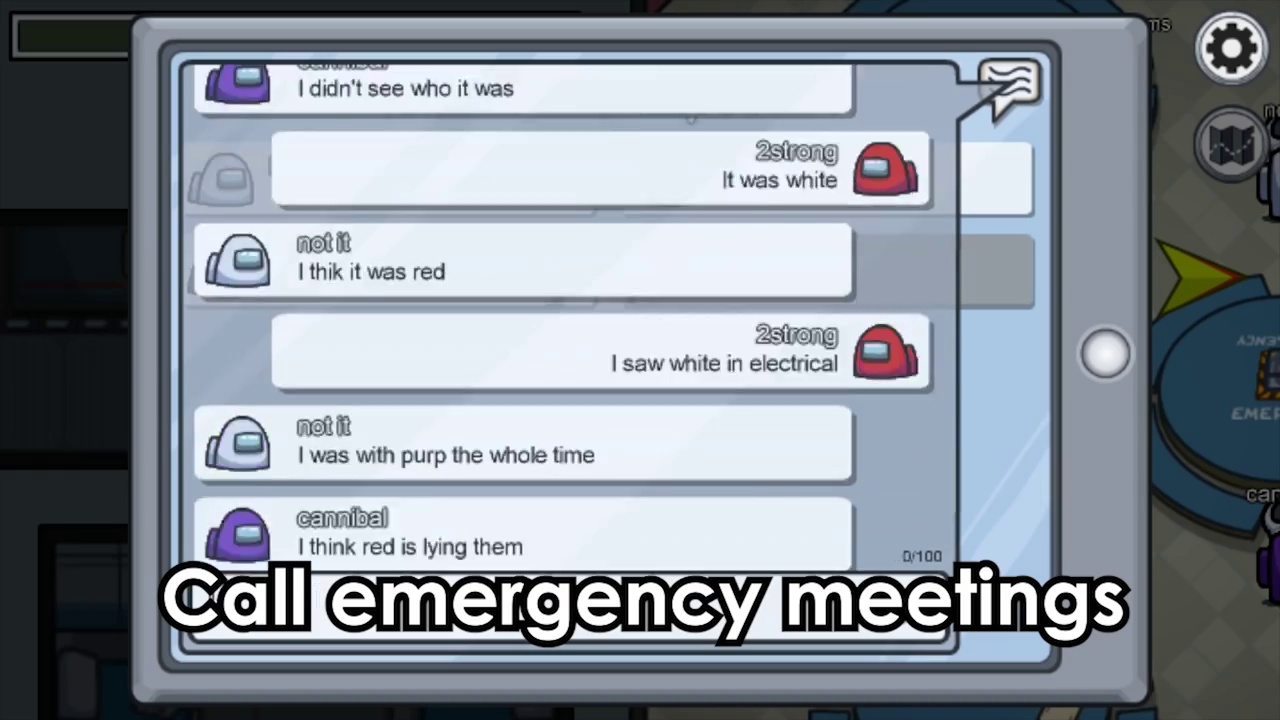 cannibal
I didn't see who it was
2strong
It was white
not it
I thik it was red
2strong
I saw white in electrical
not it
I was with purp the whole time
cannibal
I think red is lying them
0/100
Call emergency meetings